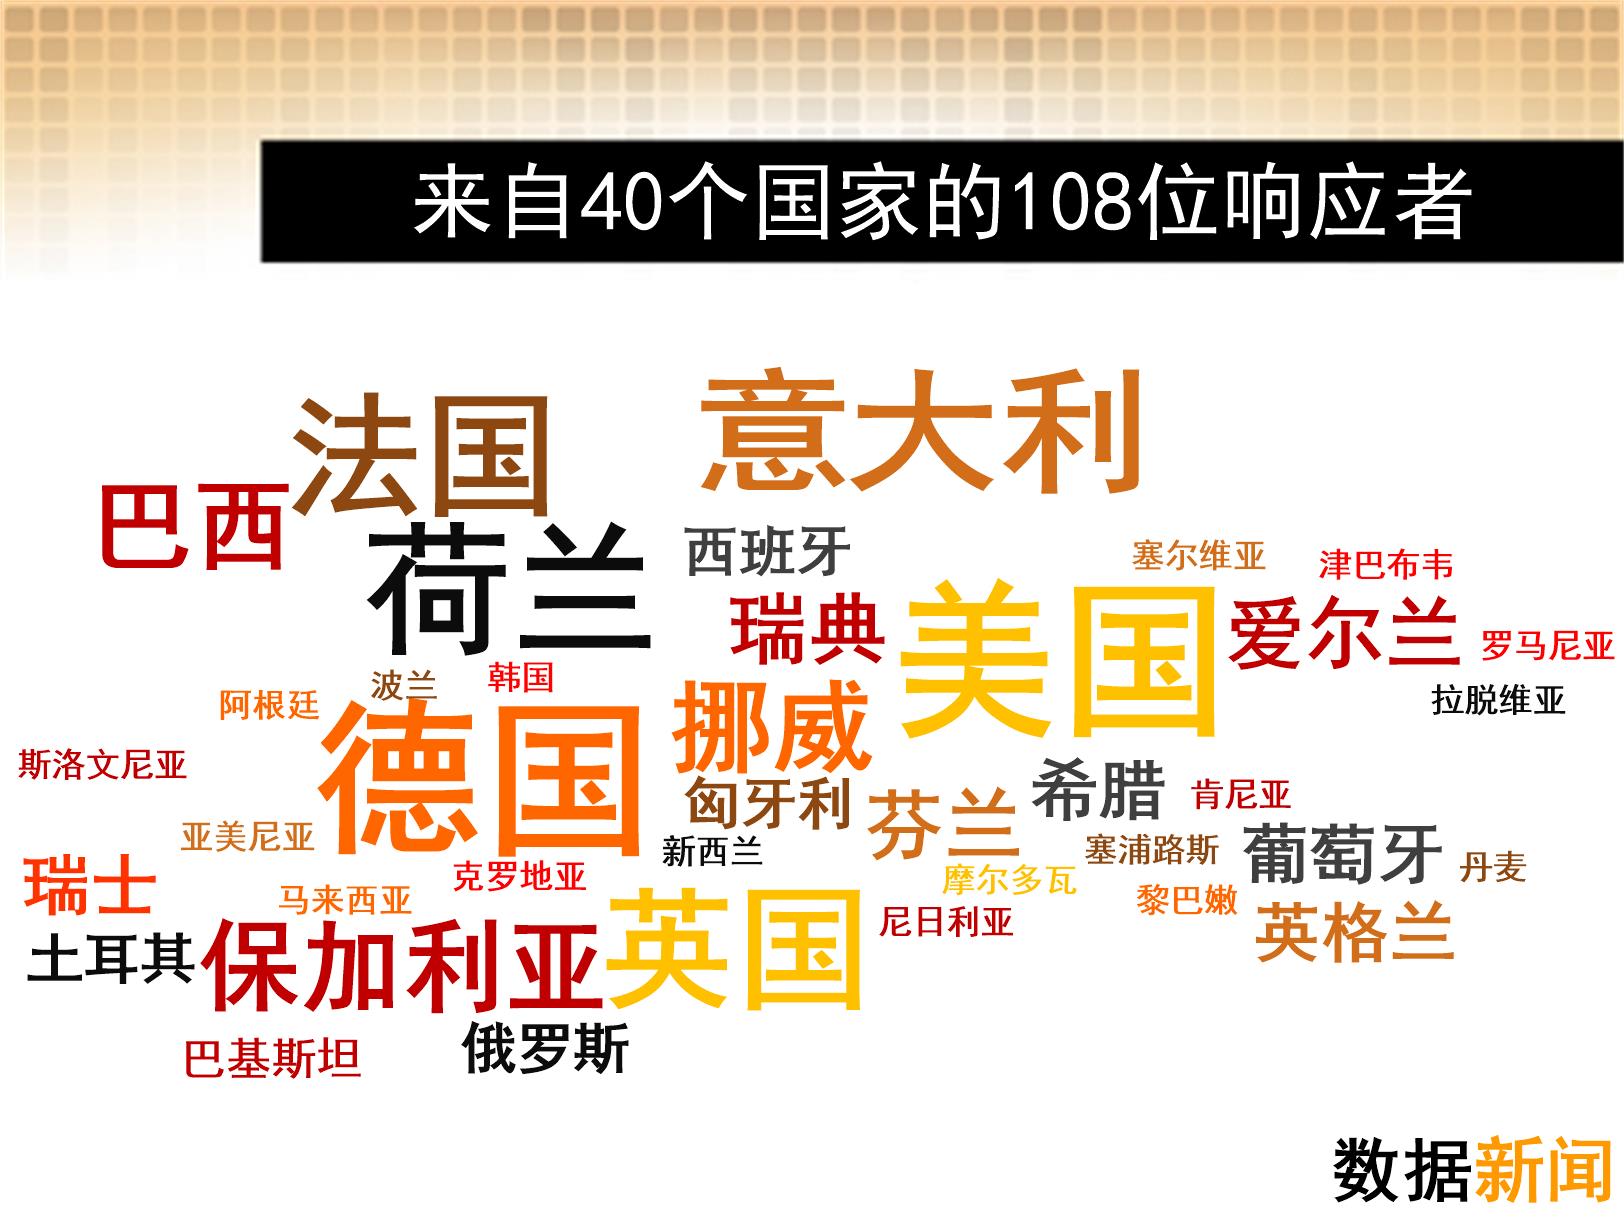 来自40个国家的108位响应者
意大利
法国
巴西
荷兰
西班牙
塞尔维亚
津巴布韦
瑞典
美国
爱尔兰
罗马尼亚
波兰
韩国
阿根廷
挪威
拉脱维亚
斯洛文尼亚
德国
匈牙利
芬兰
希腊
肯尼亚
亚美尼亚
新西兰
塞浦路斯
葡萄牙
丹麦
瑞士
马来西亚
克罗地亚
摩尔多瓦
黎巴嫩
尼日利亚
英格兰
土耳其
保加利亚
英国
巴基斯坦
俄罗斯
数据新闻